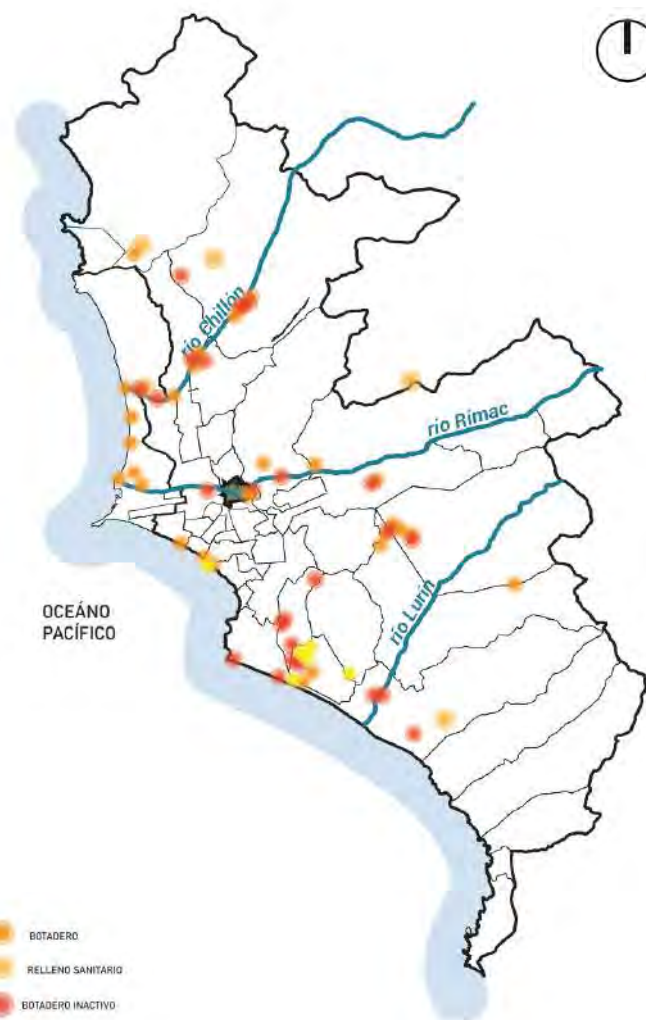 río Chillón
río Rímac
río Lurín
OCEÁNO
PACÍFICO
BOTADERO
RELLENO SANITARIO
BOTADERO INACTIVO